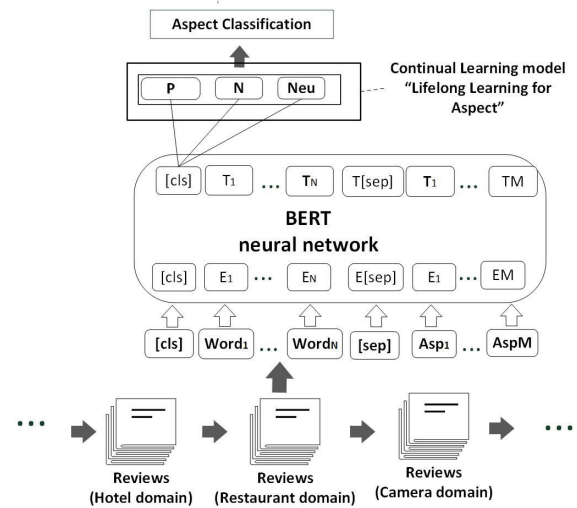 Aspect Classification
P N Neu
Continual Learning model
“Lifelong Learning for
Aspect”
[cls] T1 ... TN T[sep] T1 ... TM
BERT
neural network
[cls] E1 ... EN E[sep] E1 ... EM
[cls] Word1 ... WordN [sep] Asp1 ... AspM
... ...
Reviews
(Hotel domain)
Reviews
(Restaurant domain)
Reviews
(Camera domain)